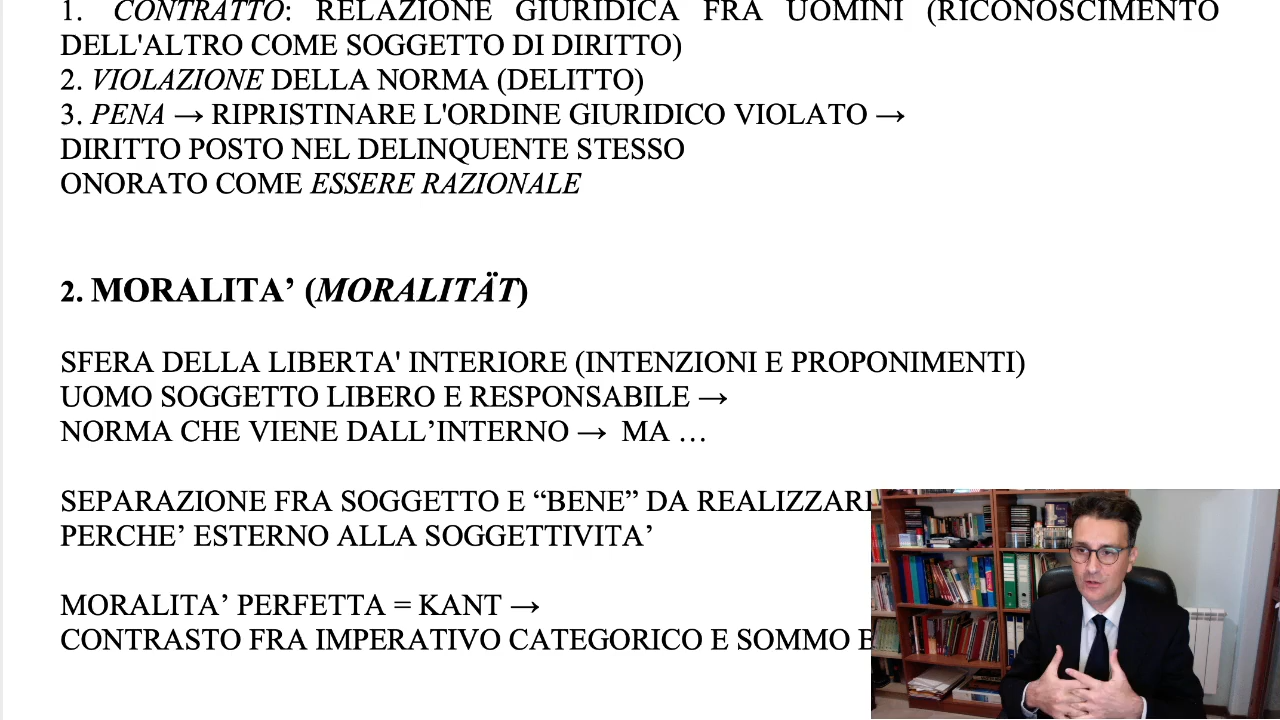 1. CONTRATTO: RELAZIONE GIURIDICA FRA UOMINI (RICONOSCIMENTO
DELL'ALTRO COME SOGGETTO DI DIRITTO)
2. VIOLAZIONE DELLA NORMA (DELITTO)
3. PENA → RIPRISTINARE L'ORDINE GIURIDICO VIOLATO →
DIRITTO POSTO NEL DELINQUENTE STESSO
ONORATO COME ESSERE RAZIONALE
2. MORALITA’ (MORALITÄT)
SFERA DELLA LIBERTA' INTERIORE (INTENZIONI E PROPONIMENTI)
UOMO SOGGETTO LIBERO E RESPONSABILE →
NORMA CHE VIENE DALL’INTERNO → MA …
SEPARAZIONE FRA SOGGETTO E “BENE” DA
PERCHE’ ESTERNO ALLA SOGGETTIVITA’
MORALITA’ PERFETTA = KANT →
CONTRASTO FRA IMPERATIVO CATEGORICO E SOMMO